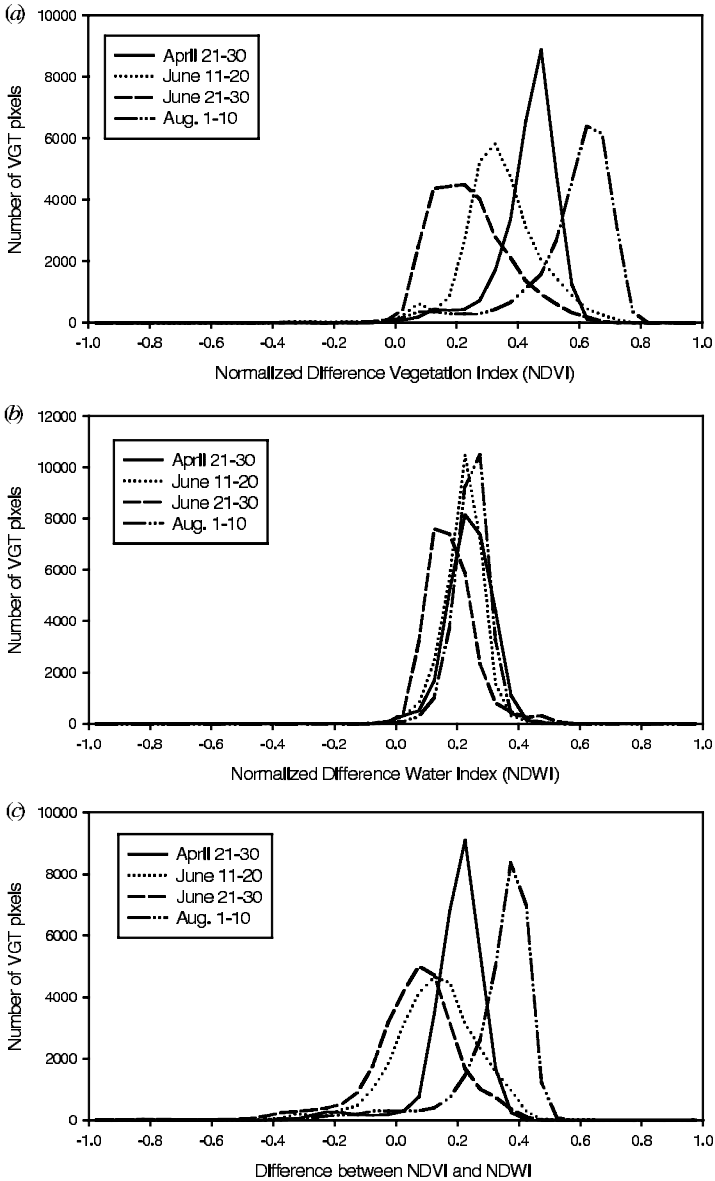 (a)
10000
8000
6000
4000
2000
0
Number of VGT pixels
April 21-30
June 11-20
June 21-30
Aug. 1-10
-1.0 -0.8 -0.6 -0.4 -0.2 0.0 0.2 0.4 0.6 0.8 1.0
Normalized Difference Vegetation Index (NDVI)
(b)
12000
10000
8000
6000
4000
2000
0
Number of VGT pixels
April 21-30
June 11-20
June 21-30
Aug. 1-10
-1.0 -0.8 -0.6 -0.4 -0.2 0.0 0.2 0.4 0.6 0.8 1.0
Normalized Difference Water Index (NDWI)
(c)
10000
8000
6000
4000
2000
0
Number of VGT pixels
April 21-30
June 11-20
June 21-30
Aug. 1-10
-1.0 -0.8 -0.6 -0.4 -0.2 0.0 0.2 0.4 0.6 0.8 1.0
Difference between NDVI and NDWI